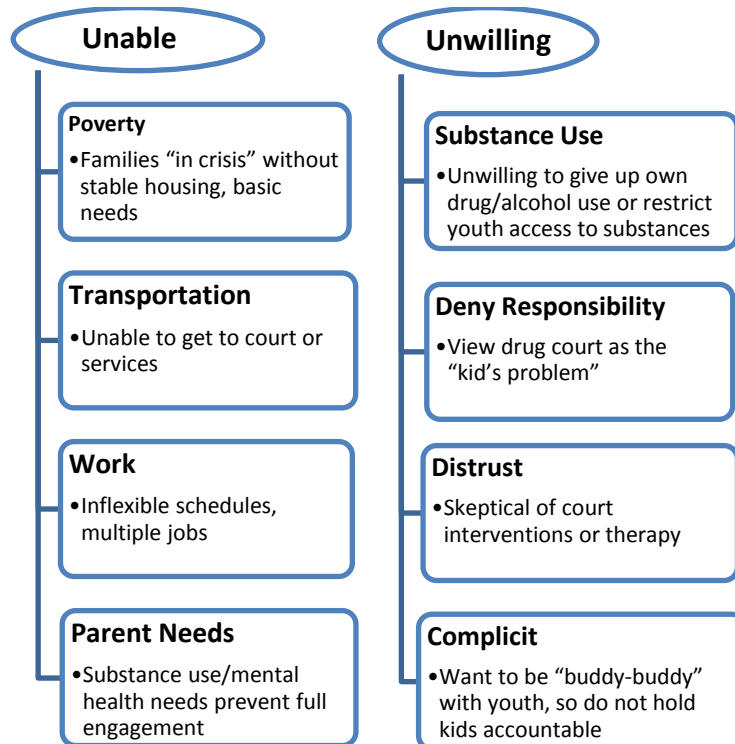 Unable
Poverty
•Families “in crisis” without
stable housing, basic
needs
Transportation
•Unable to get to court or
services
Work
•Inflexible schedules,
multiple jobs
Parent Needs
•Substance use/mental
health needs prevent full
engagement
Unwilling
Substance Use
•Unwilling to give up own
drug/alcohol use or restrict
youth access to substances
Deny Responsibility
•View drug court as the
“kid’s problem”
Distrust
•Skeptical of court
interventions or therapy
Complicit
•Want to be “buddy-buddy”
with youth, so do not hold
kids accountable